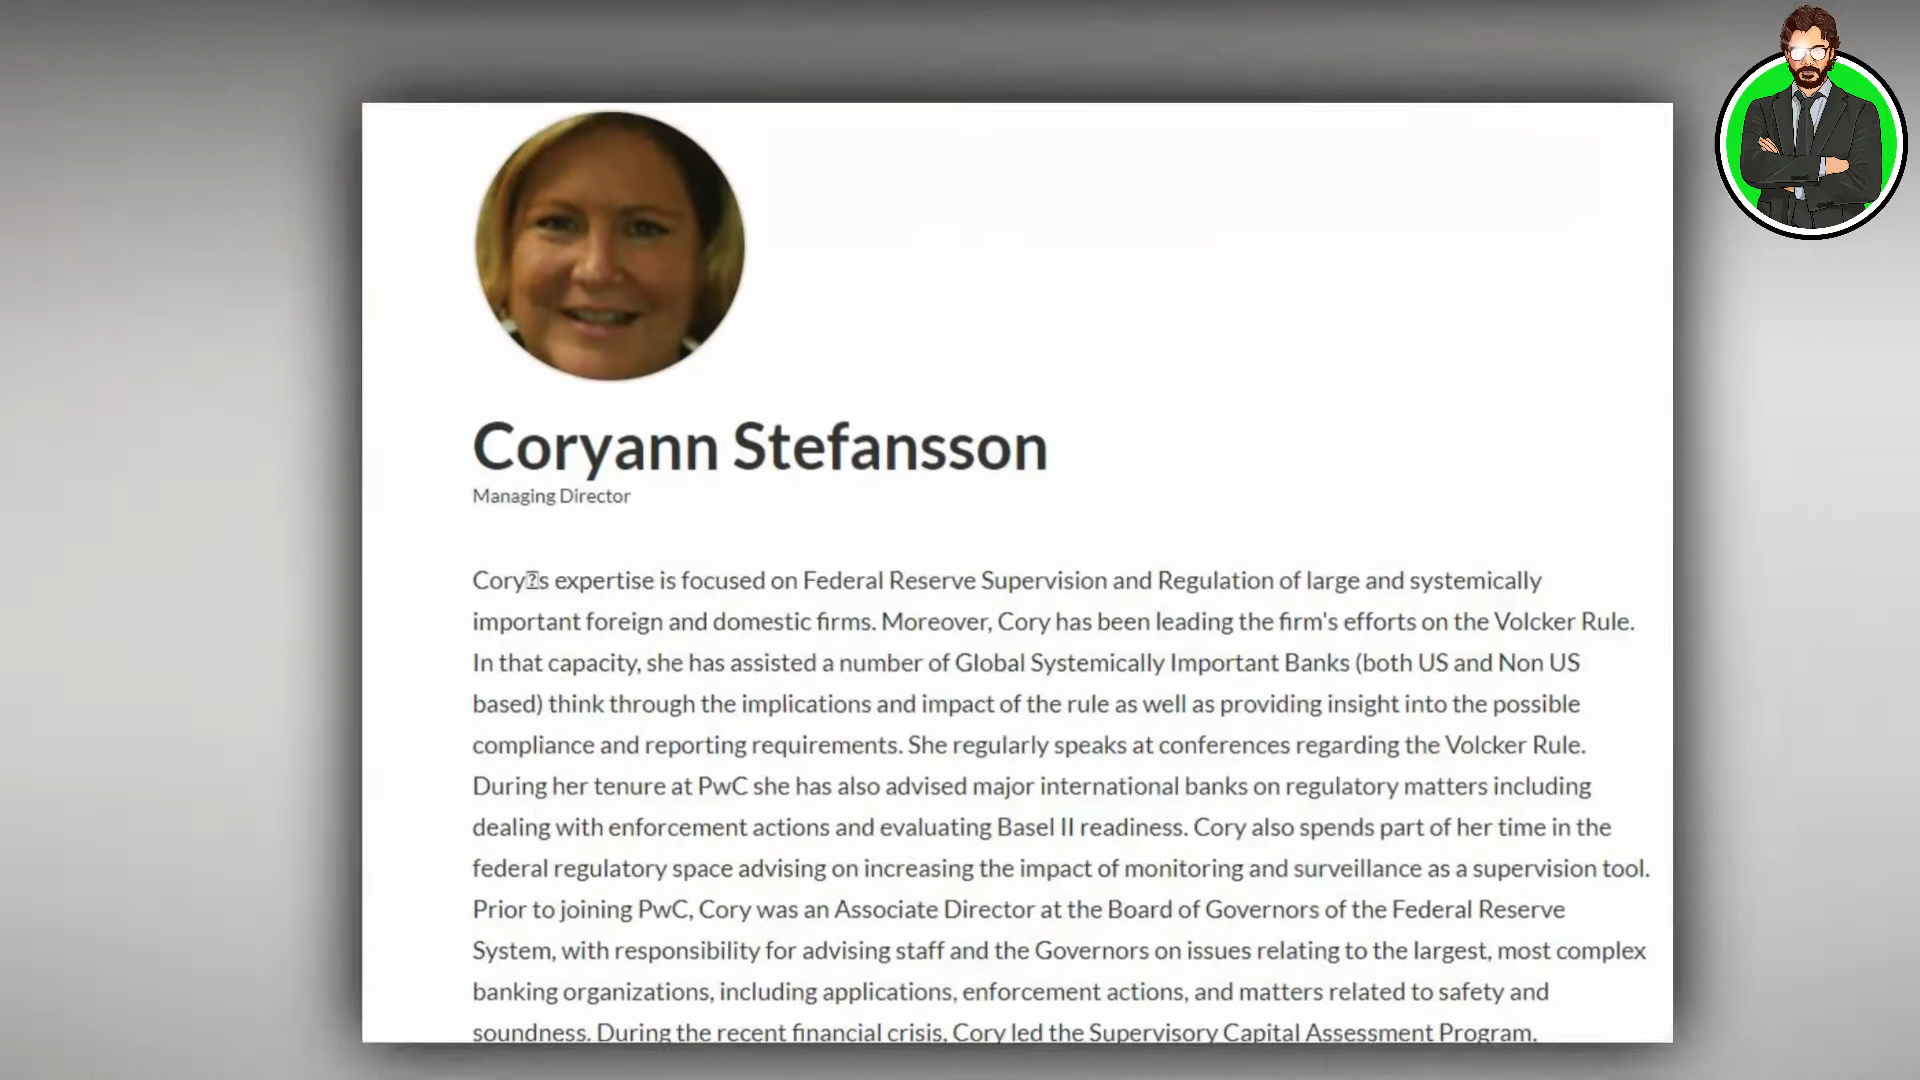 Coryann Stefansson
Managing Director
Cory�s expertise is focused on Federal Reserve Supervision and Regulation of large and systemically
important foreign and domestic firms. Moreover, Cory has been leading the firm's efforts on the Volcker Rule.
In that capacity, she has assisted a number of Global Systemically Important Banks (both US and Non US
based) think through the implications and impact of the rule as well as providing insight into the possible
compliance and reporting requirements. She regularly speaks at conferences regarding the Volcker Rule.
During her tenure at PwC she has also advised major international banks on regulatory matters including
dealing with enforcement actions and evaluating Basel II readiness. Cory also spends part of her time in the
federal regulatory space advising on increasing the impact of monitoring and surveillance as a supervision tool.
Prior to joining PwC, Cory was an Associate Director at the Board of Governors of the Federal Reserve
System, with responsibility for advising staff and the Governors on issues relating to the largest, most complex
banking organizations, including applications, enforcement actions, and matters related to safety and
soundness. During the recent financial crisis, Cory led the Supervisory Capital Assessment Program,